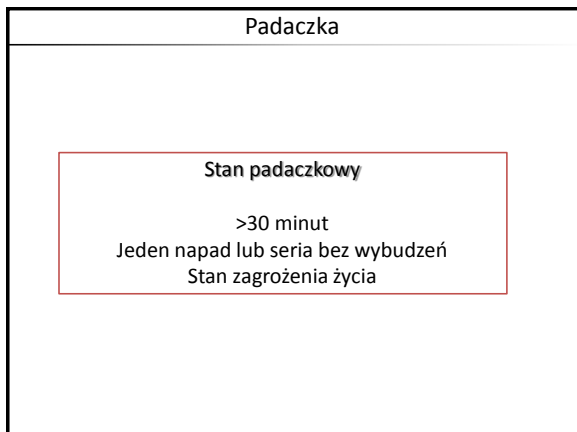 Padaczka
Stan padaczkowy
>30 minut
Jeden napad lub seria bez wybudzeń
Stan zagrożenia życia